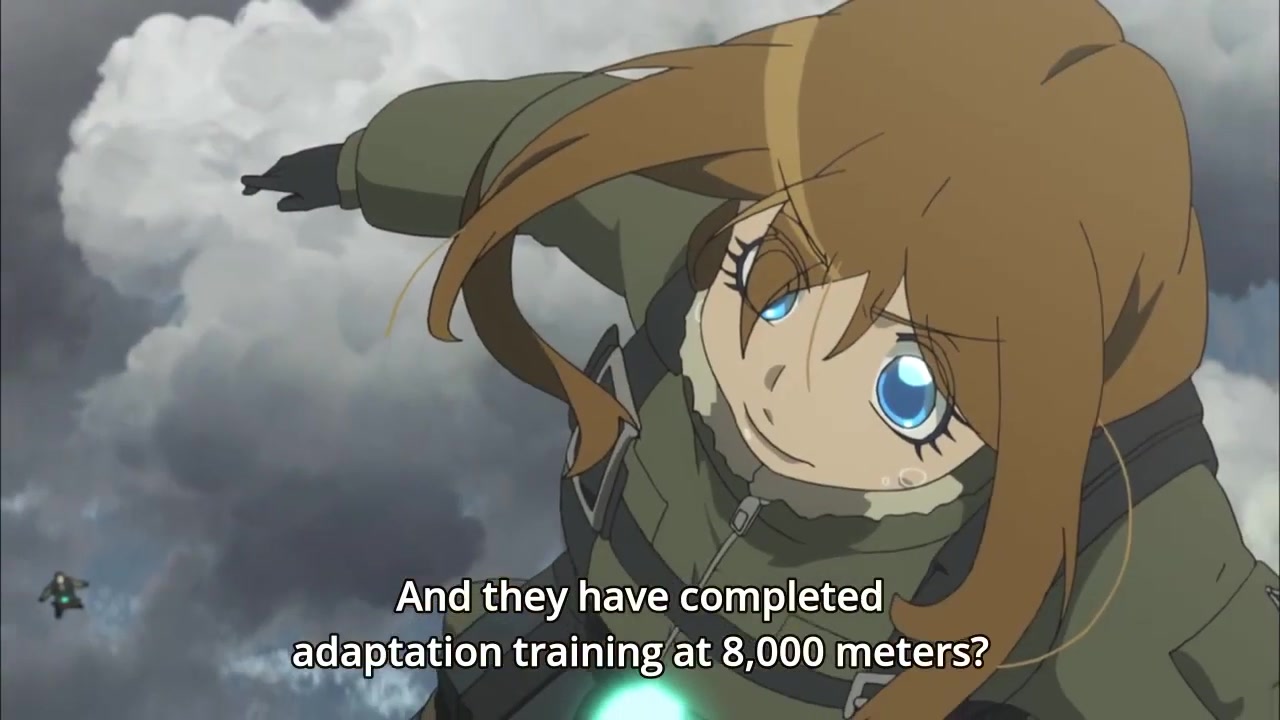 And they have completed
adaptation training at 8,000 meters?